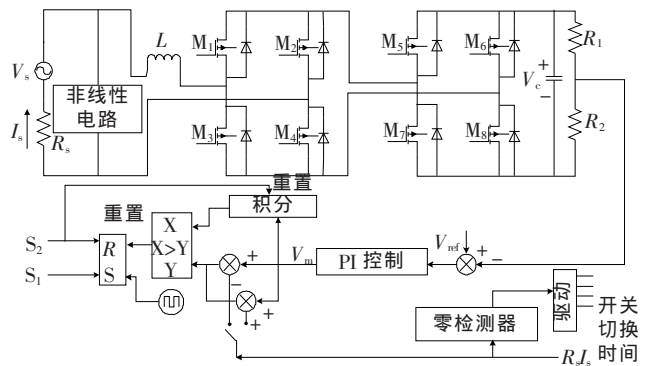 L
M1
M2
M5
M6
R1
Vs
非线性
电路
Vc
+
−
Is
Rs
M3
M4
M7
M8
R2
重置
重置
积分
S2
S1
R
S
X
X>Y
Y
+
−
+
+
Vm
PI 控制
Vref
+
−
零检测器
驱动
开关
切换
时间
RsIs